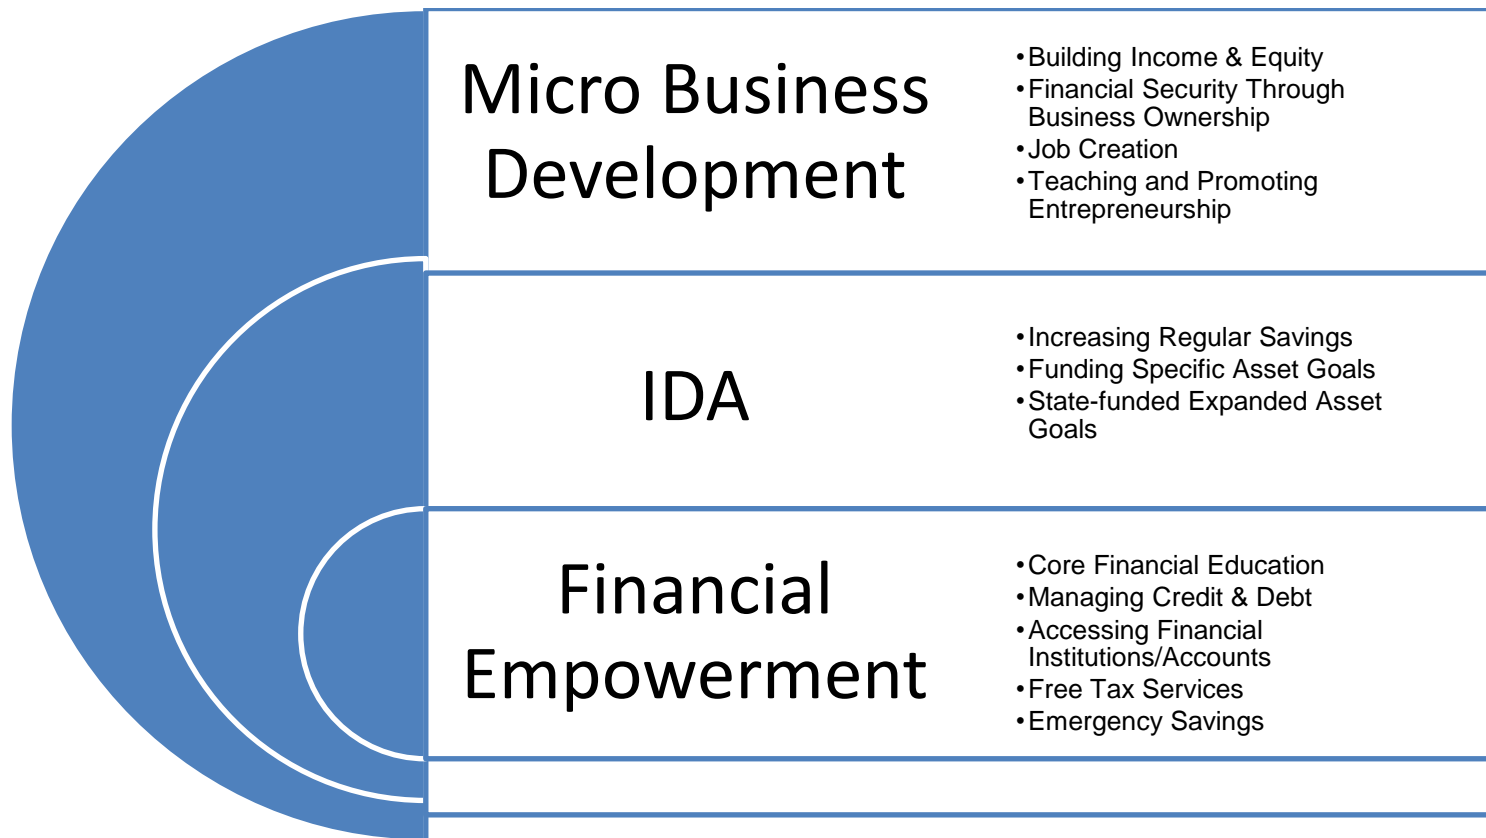 Micro Business
Development
•Building Income & Equity
•Financial Security Through
Business Ownership
•Job Creation
•Teaching and Promoting
Entrepreneurship
IDA
•Increasing Regular Savings
•Funding Specific Asset Goals
•State-funded Expanded Asset
Goals
Financial
Empowerment
•Core Financial Education
•Managing Credit & Debt
•Accessing Financial
Institutions/Accounts
•Free Tax Services
•Emergency Savings